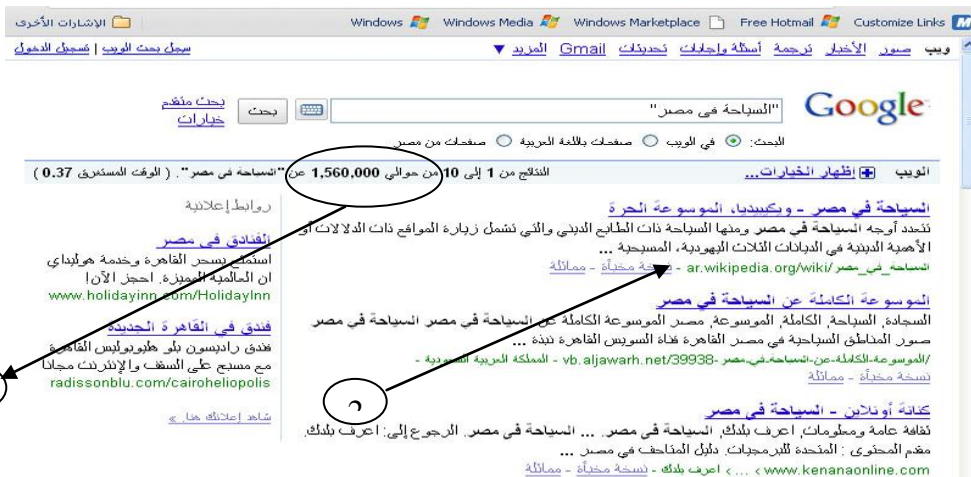 Windows Windows Media Windows Marketplace Free Hotmail Customize Links
الإشارات الأخرى
ويب صور الأخبار ترجمة أسئلة وإجابات تحديثات Gmail المزيد ▼
سجل بحث الويب | تسجيل الدخول
Google
"السياحة في مصر"
بحث
بحث متقدم
خيارات
البحث: في الويب صفحات باللغة العربية صفحات من مصر
الويب إظهار الخيارات...
النتائج من 1 إلى 10 من حوالي 1,560,000 عن "السياحة في مصر". ( الوقت المستغرق 0.37 )
السياحة في مصر - ويكيبيديا، الموسوعة الحرة
تتعدد أوجه السياحة في مصر ومنها السياحة ذات الطابع الديني والتي تشمل زيارة المواقع ذات الدلالات أو
الأهمية الدينية في الديانات الثلاث اليهودية، المسيحية ...
ar.wikipedia.org/wiki/السياحة_في_مصر - نسخة مخبأة - مماثلة
الموسوعة الكاملة عن السياحة في مصر
السجادة, السياحة, الكاملة, الموسوعة, مصر الموسوعة الكاملة عن السياحة في مصر السياحة في مصر
صور المناطق السياحية في مصر القاهرة قناة السويس القاهرة نبذة ...
vb.aljawarh.net/39938-الموسوعة-الكاملة-عن-السياحة-في-مصر/ - المملكة العربية السعودية -
نسخة مخبأة - مماثلة
كنانة أونلاين - السياحة في مصر
ثقافة عامة ومعلومات, اعرف بلدك, السياحة في مصر. ... السياحة في مصر. الرجوع إلى: اعرف بلدك.
مقدم المحتوى : المتحدة للبرمجيات. دليل المتاحف في مصر ...
www.kenanaonline.com › ... › اعرف بلدك - نسخة مخبأة - مماثلة
روابط إعلانية
الفنادق في مصر
استمتع بسحر القاهرة وخدمة هوليداي
ان العالمية المميزة. احجز الآن!
www.holidayinn.com/HolidayInn
فندق في القاهرة الجديدة
فندق راديسون بلو هليوبوليس القاهرة
مع مسبح على السقف والإنترنت مجانا
radissonblu.com/cairoheliopolis
شاهد إعلانك هنا. »